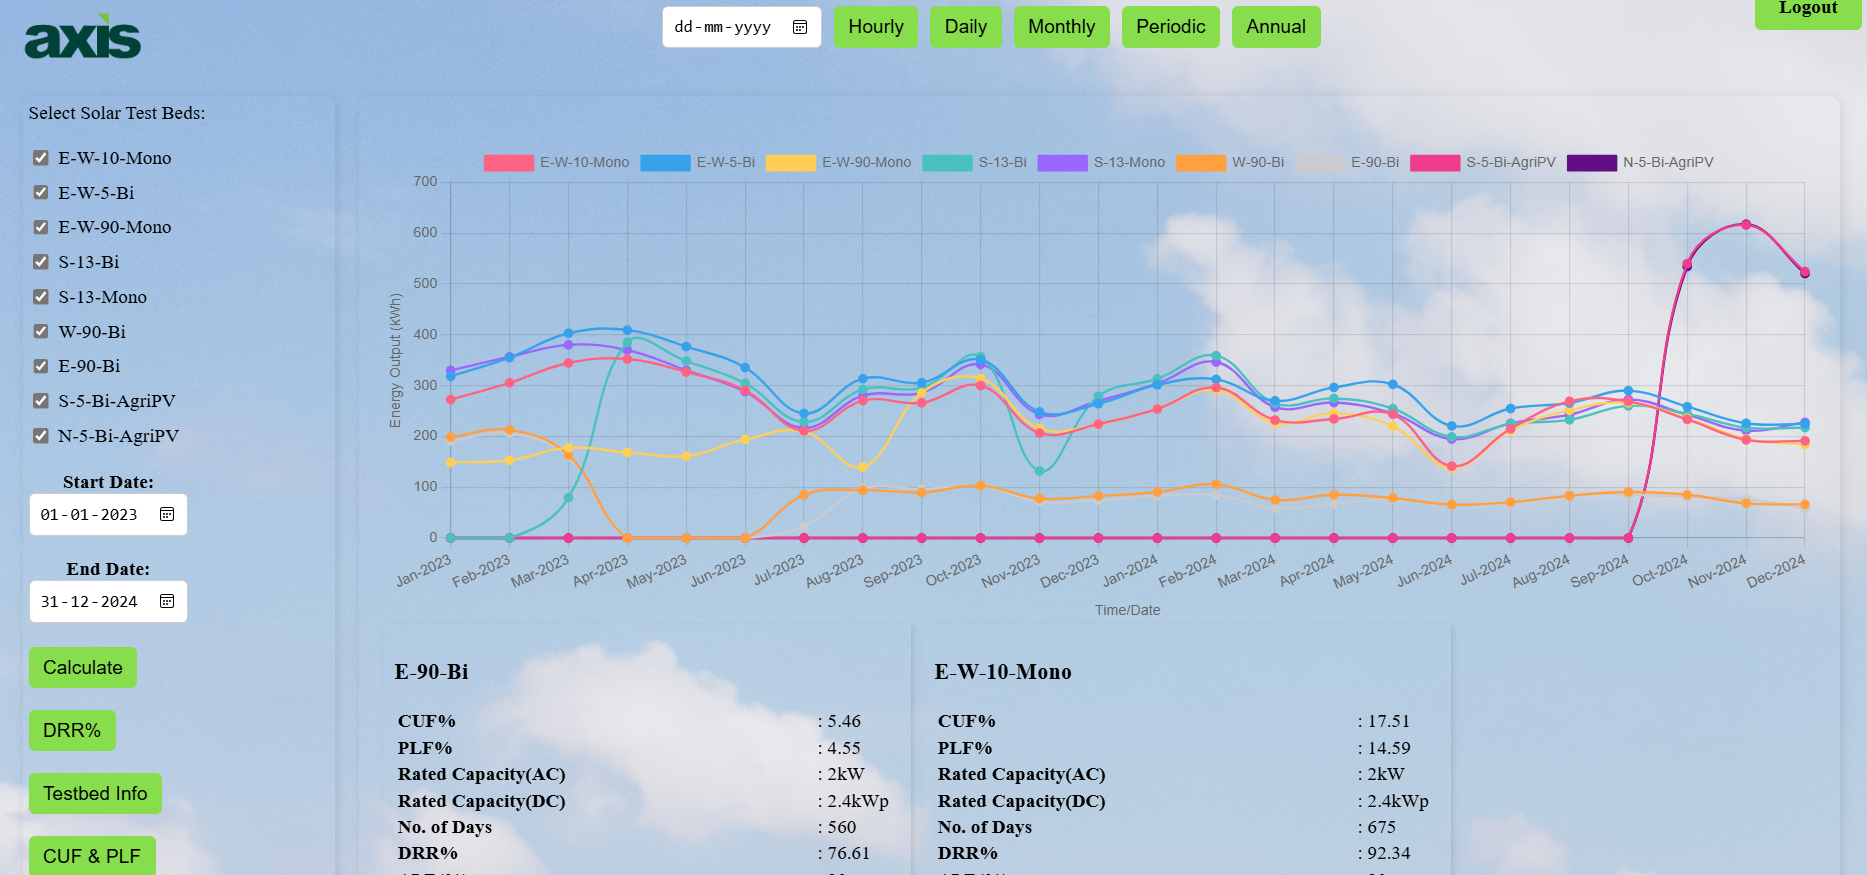 axis
dd-mm-yyyy
Hourly
Daily
Monthly
Periodic
Annual
Logout
Select Solar Test Beds:
E-W-10-Mono
E-W-5-Bi
E-W-90-Mono
S-13-Bi
S-13-Mono
W-90-Bi
E-90-Bi
S-5-Bi-AgriPV
N-5-Bi-AgriPV
Start Date:
01-01-2023
End Date:
31-12-2024
Calculate
DRR%
Testbed Info
CUF & PLF
E-W-10-Mono
E-W-5-Bi
E-W-90-Mono
S-13-Bi
S-13-Mono
W-90-Bi
E-90-Bi
S-5-Bi-AgriPV
N-5-Bi-AgriPV
Energy Output (kWh)
700
600
500
400
300
200
100
0
Jan-2023
Feb-2023
Mar-2023
Apr-2023
May-2023
Jun-2023
Jul-2023
Aug-2023
Sep-2023
Oct-2023
Nov-2023
Dec-2023
Jan-2024
Feb-2024
Mar-2024
Apr-2024
May-2024
Jun-2024
Jul-2024
Aug-2024
Sep-2024
Oct-2024
Nov-2024
Dec-2024
Time/Date
E-90-Bi
CUF% : 5.46
PLF% : 4.55
Rated Capacity(AC) : 2kW
Rated Capacity(DC) : 2.4kWp
No. of Days : 560
DRR% : 76.61
E-W-10-Mono
CUF% : 17.51
PLF% : 14.59
Rated Capacity(AC) : 2kW
Rated Capacity(DC) : 2.4kWp
No. of Days : 675
DRR% : 92.34